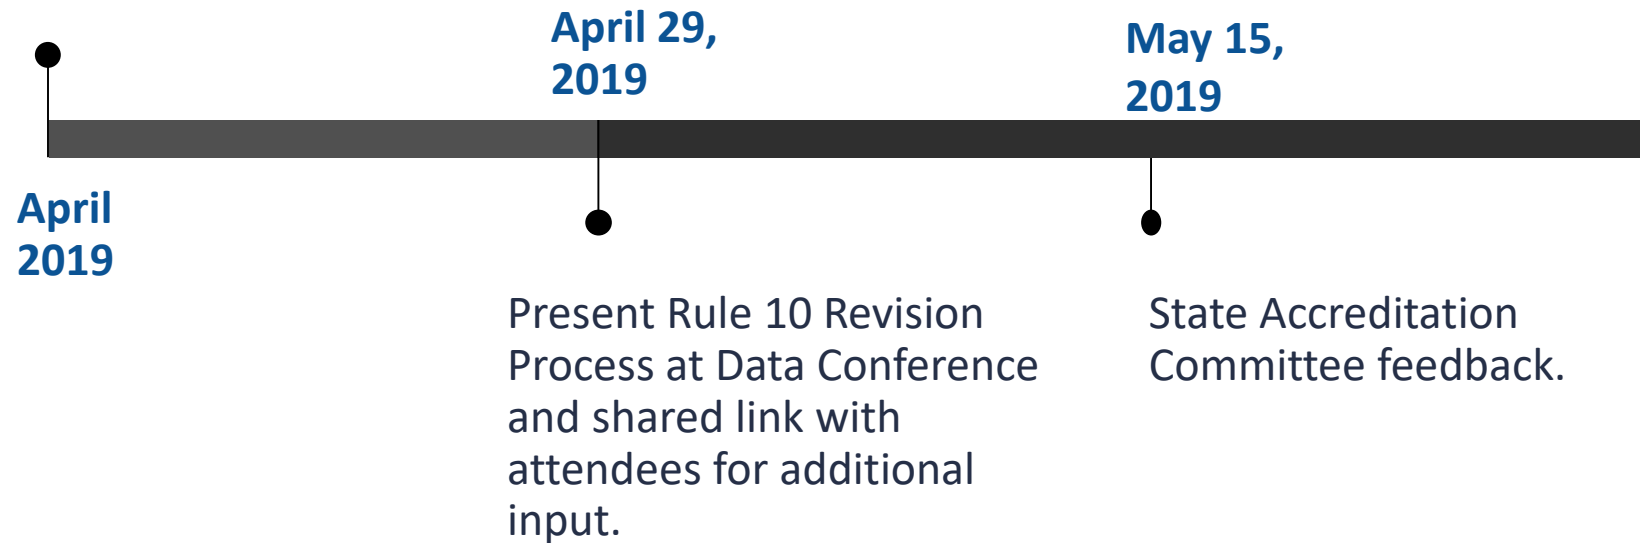 April 29,
2019
May 15,
2019
April
2019
Present Rule 10 Revision
Process at Data Conference
and shared link with
attendees for additional
input.
State Accreditation
Committee feedback.